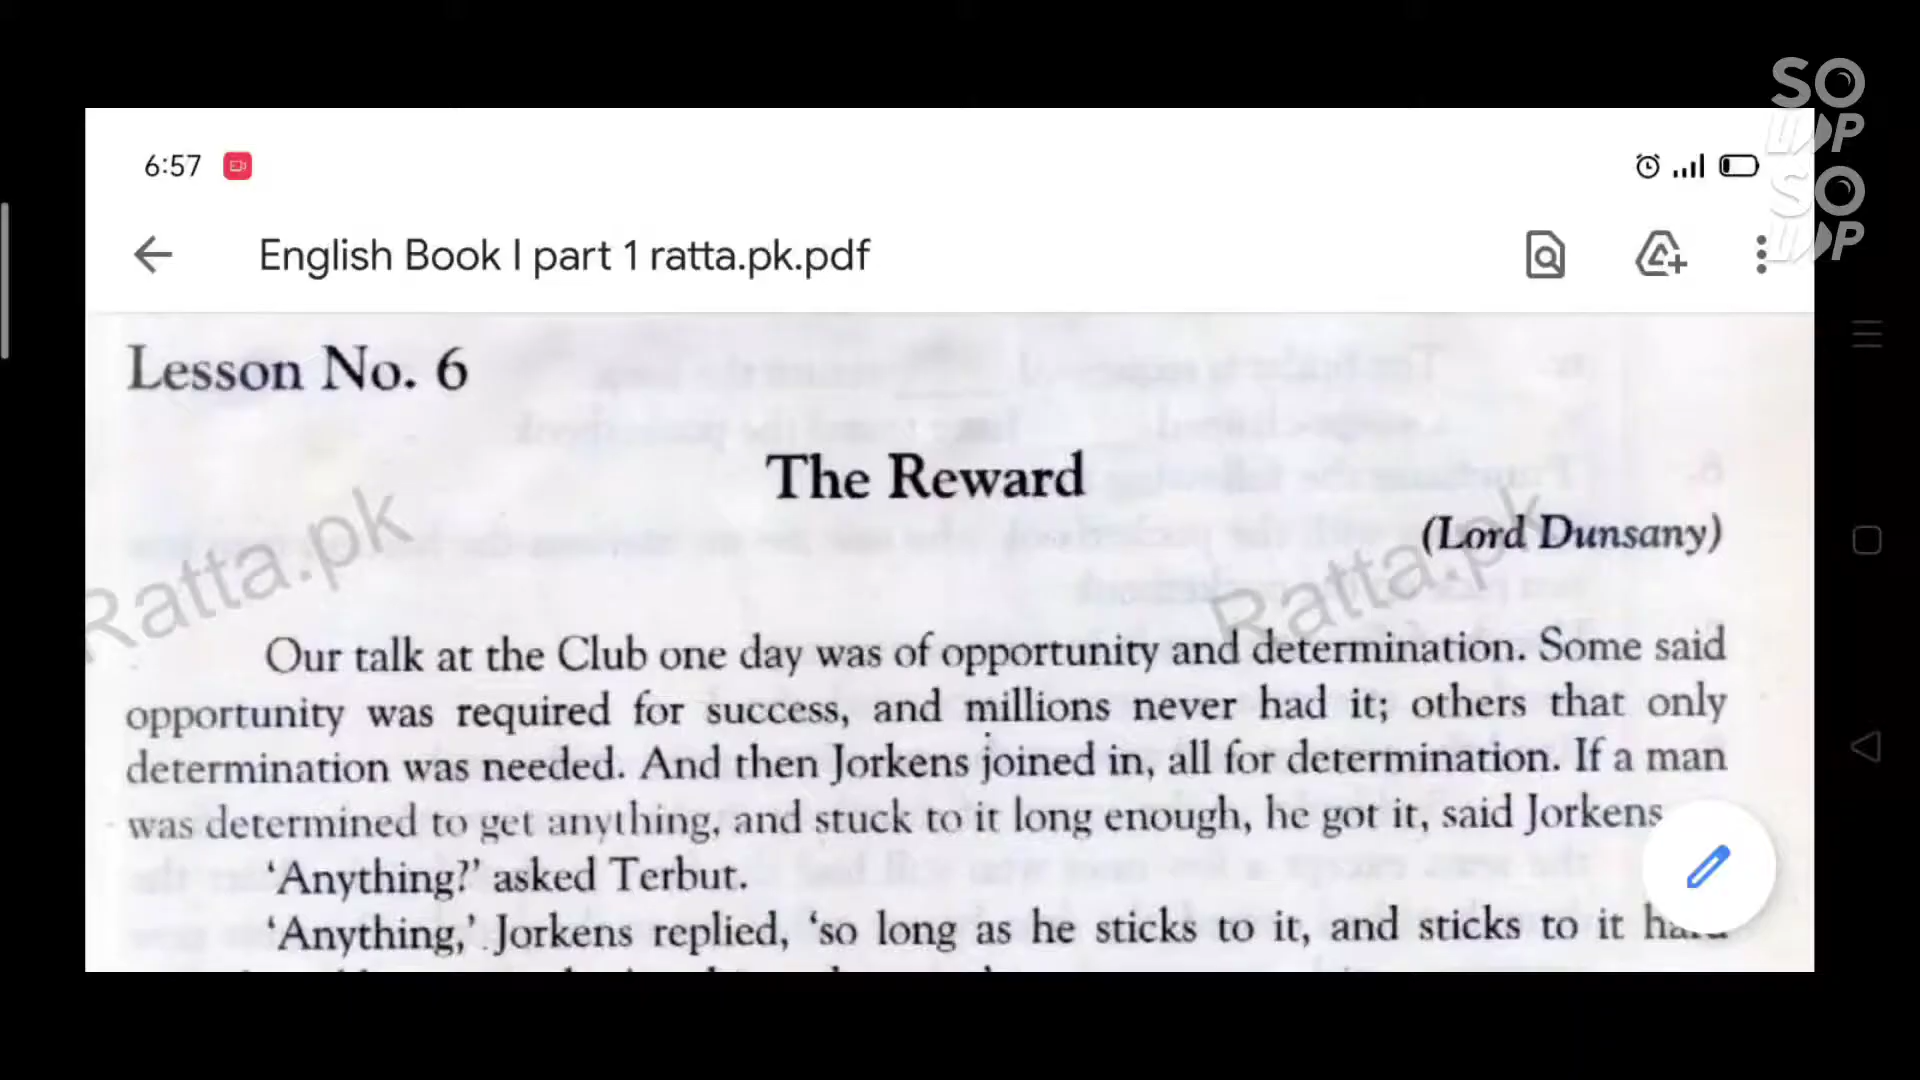 SO
UP
SO
UP
6:57
English Book I part 1 ratta.pk.pdf
Lesson No. 6
The Reward
(Lord Dunsany)
Ratta.pk
Ratta.pk
Our talk at the Club one day was of opportunity and determination. Some said
opportunity was required for success, and millions never had it; others that only
determination was needed. And then Jorkens joined in, all for determination. If a man
was determined to get anything, and stuck to it long enough, he got it, said Jorkens
'Anything?' asked Terbut.
'Anything,' Jorkens replied, 'so long as he sticks to it, and sticks to it hard